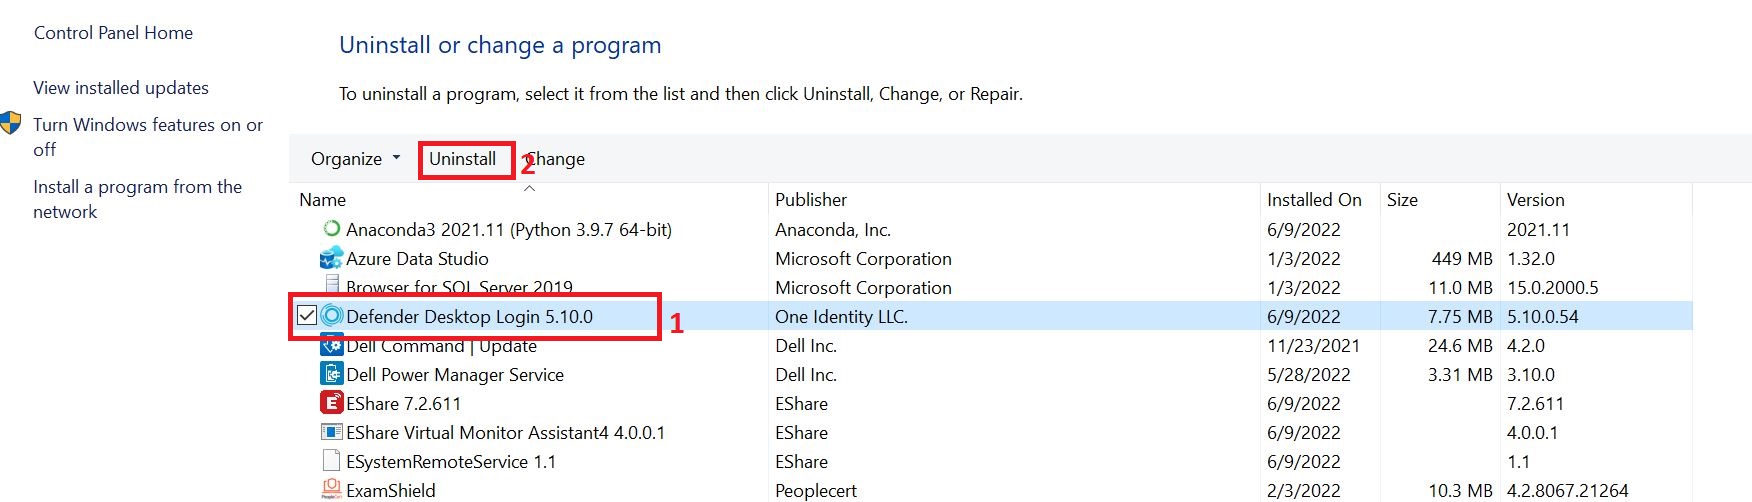 Control Panel Home
View installed updates
Turn Windows features on or
off
Install a program from the
network
Uninstall or change a program
To uninstall a program, select it from the list and then click Uninstall, Change, or Repair.
Organize Uninstall 2 Change
Name Publisher Installed On Size Version
Anaconda3 2021.11 (Python 3.9.7 64-bit) Anaconda, Inc. 6/9/2022 2021.11
Azure Data Studio Microsoft Corporation 1/3/2022 449 MB 1.32.0
Browser for SQL Server 2019 Microsoft Corporation 1/3/2022 11.0 MB 15.0.2000.5
Defender Desktop Login 5.10.0 1 One Identity LLC. 6/9/2022 7.75 MB 5.10.0.54
Dell Command | Update Dell Inc. 11/23/2021 24.6 MB 4.2.0
Dell Power Manager Service Dell Inc. 5/28/2022 3.31 MB 3.10.0
EShare 7.2.611 EShare 6/9/2022 7.2.611
EShare Virtual Monitor Assistant4 4.0.0.1 EShare 6/9/2022 4.0.0.1
ESystemRemoteService 1.1 EShare 6/9/2022 1.1
ExamShield Peoplecert 2/3/2022 10.3 MB 4.2.8067.21264